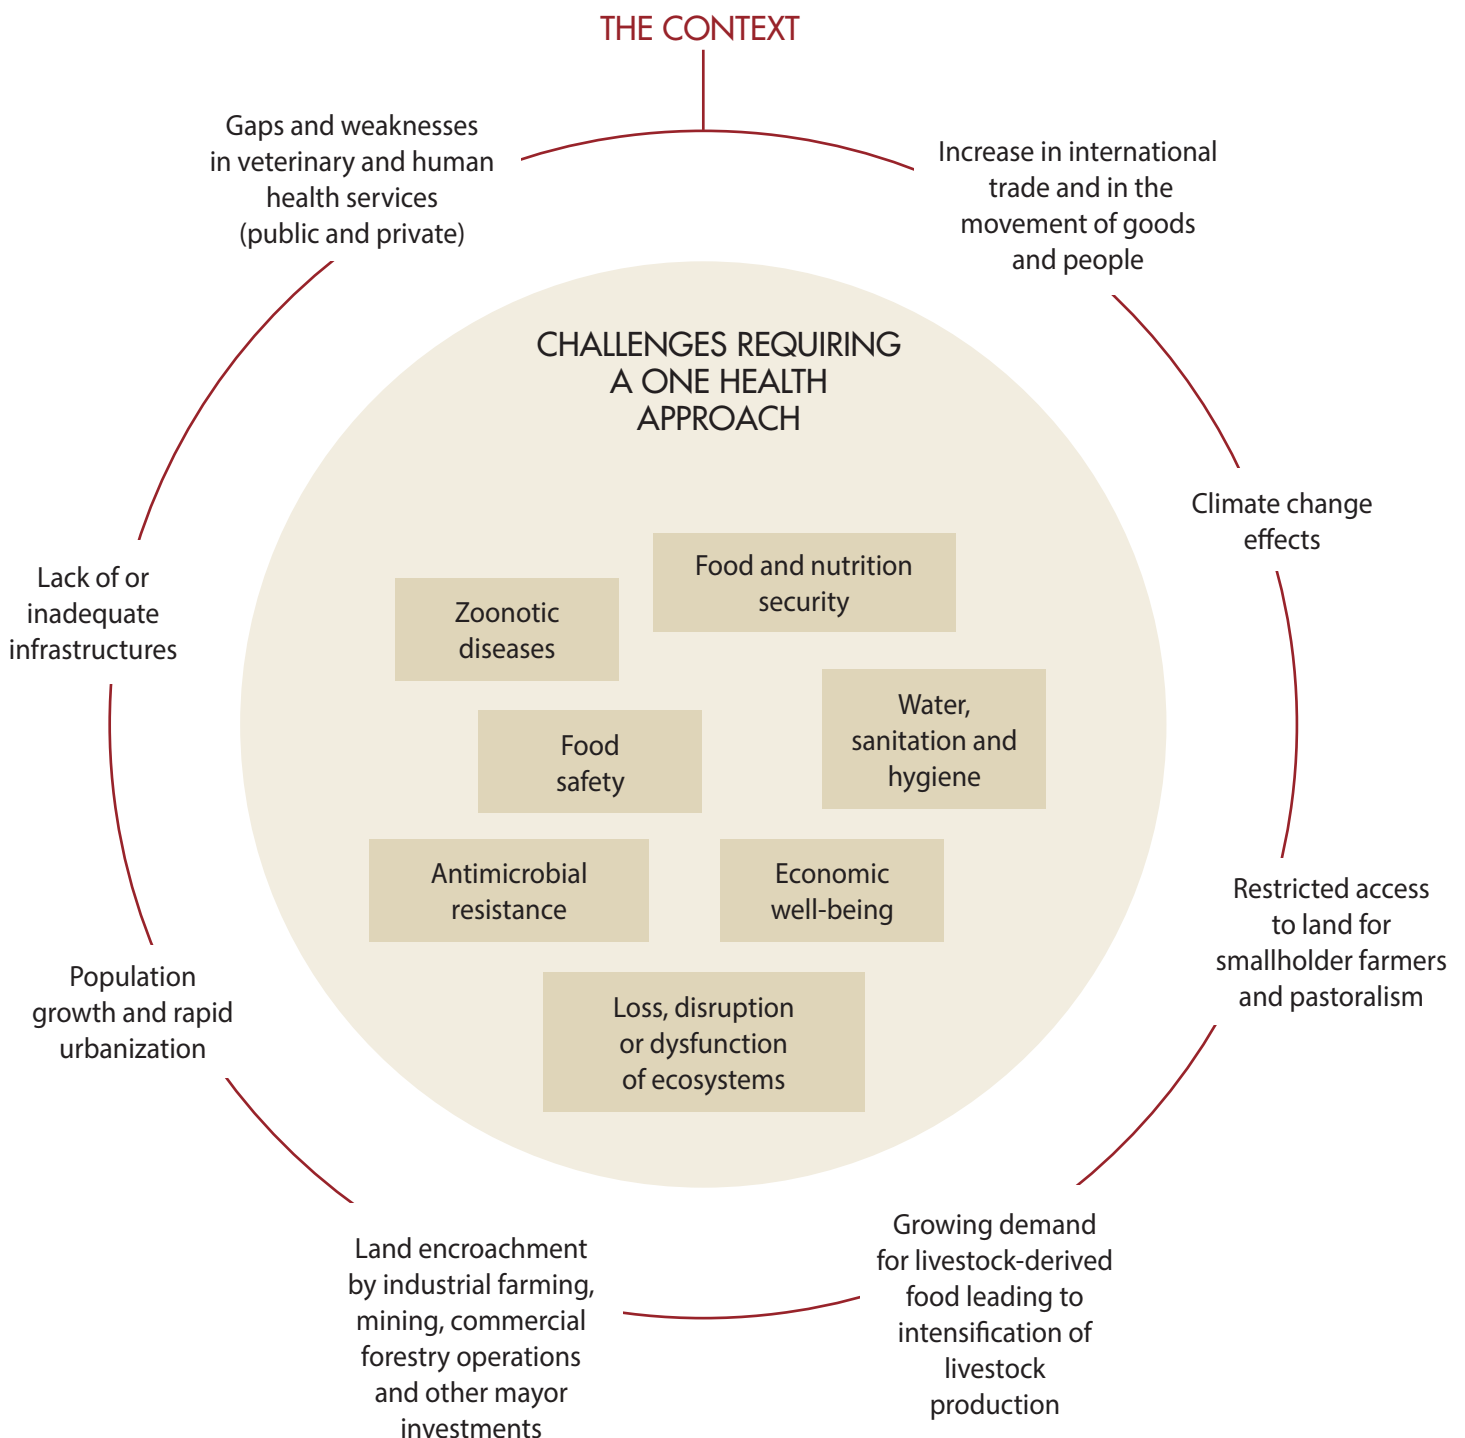 THE CONTEXT
Gaps and weaknesses
in veterinary and human
health services
(public and private)
Increase in international
trade and in the
movement of goods
and people
CHALLENGES REQUIRING
A ONE HEALTH
APPROACH
Climate change
effects
Food and nutrition
security
Zoonotic
diseases
Lack of or
inadequate
infrastructures
Water,
sanitation and
hygiene
Food
safety
Antimicrobial
resistance
Economic
well-being
Restricted access
to land for
smallholder farmers
and pastoralism
Population
growth and rapid
urbanization
Loss, disruption
or dysfunction
of ecosystems
Growing demand
for livestock-derived
food leading to
intensification of
livestock
production
Land encroachment
by industrial farming,
mining, commercial
forestry operations
and other mayor
investments